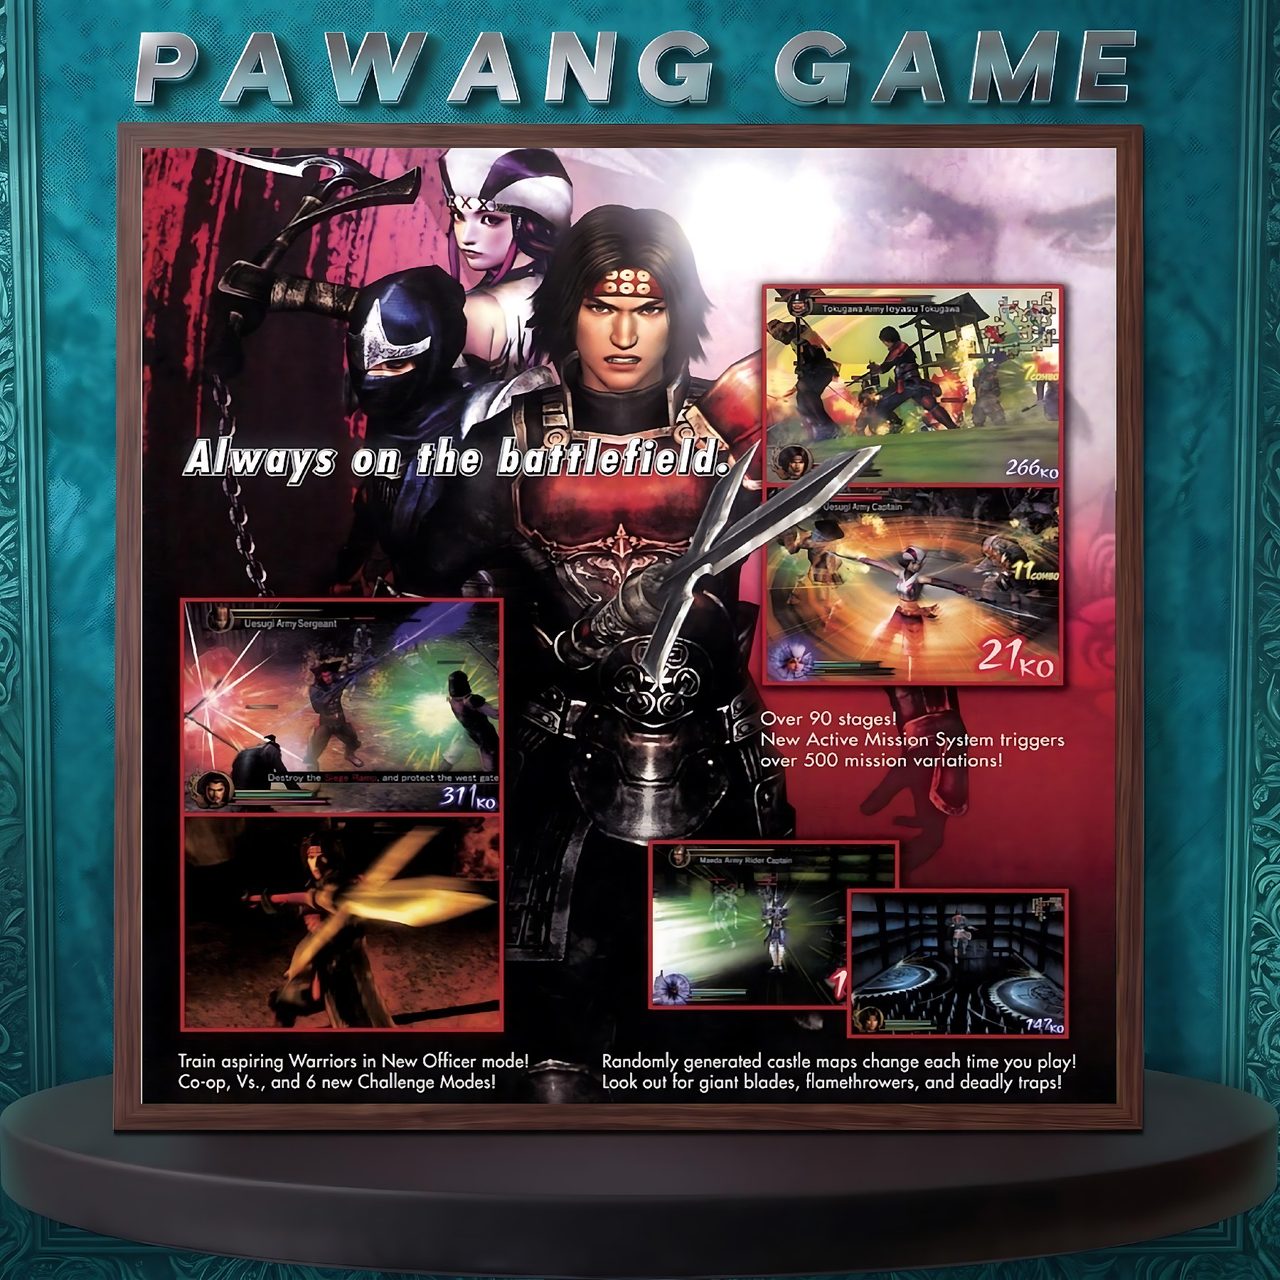 PAWANG GAME
Always on the battlefield.
Tokugawa Army Ieyasu Tokugawa
7COMBO
266KO
Uesugi Army Captain
11COMBO
21KO
Over 90 stages!
New Active Mission System triggers
over 500 mission variations!
Uesugi Army Sergeant
Destroy the Siege Ramp, and protect the west gate
311KO
Train aspiring Warriors in New Officer mode!
Co-op, Vs., and 6 new Challenge Modes!
Maeda Army Rider Captain
1
147KO
Randomly generated castle maps change each time you play!
Look out for giant blades, flamethrowers, and deadly traps!